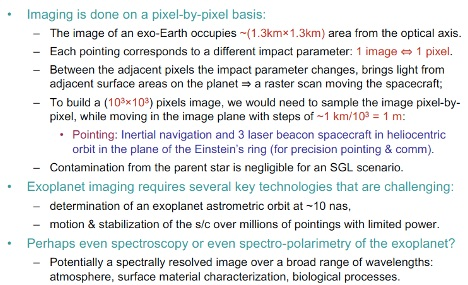 • Imaging is done on a pixel-by-pixel basis:
– The image of an exo-Earth occupies ~(1.3km×1.3km) area from the optical axis.
– Each pointing corresponds to a different impact parameter: 1 image ⇔ 1 pixel.
– Between the adjacent pixels the impact parameter changes, brings light from
adjacent surface areas on the planet ⇒ a raster scan moving the spacecraft;
– To build a (10³×10³) pixels image, we would need to sample the image pixel-by-
pixel, while moving in the image plane with steps of ~1 km/10³ = 1 m:
• Pointing: Inertial navigation and 3 laser beacon spacecraft in heliocentric
orbit in the plane of the Einstein's ring (for precision pointing & comm).
– Contamination from the parent star is negligible for an SGL scenario.
• Exoplanet imaging requires several key technologies that are challenging:
– determination of an exoplanet astrometric orbit at ~10 nas,
– motion & stabilization of the s/c over millions of pointings with limited power.
• Perhaps even spectroscopy or even spectro-polarimetry of the exoplanet?
– Potentially a spectrally resolved image over a broad range of wavelengths:
atmosphere, surface material characterization, biological processes.